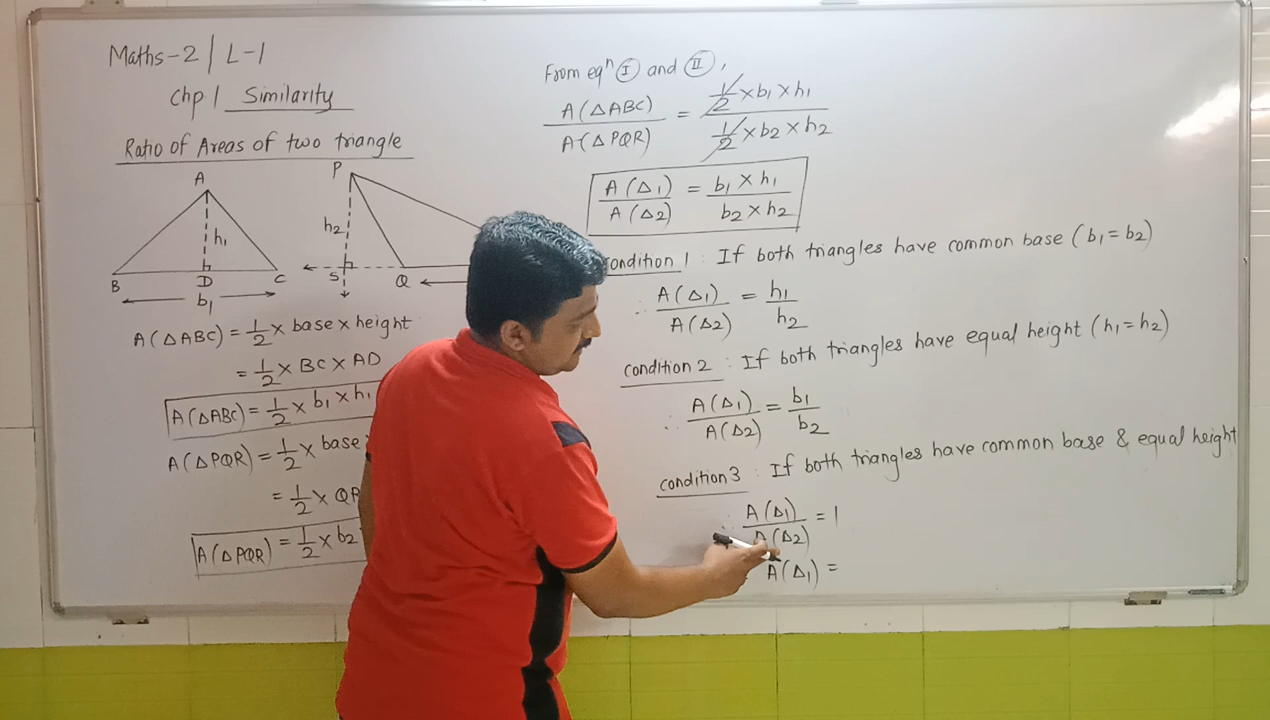 Maths-2 | L-1
Chp 1 Similarity
Ratio of Areas of two triangle
A
h₁
B D C
b₁
P
h₂
S Q
A(△ABC) = 1/2 × base × height
= 1/2 × BC × AD
A(△ABC) = 1/2 × b₁ × h₁
A(△PQR) = 1/2 × base
= 1/2 × QR
A(△PQR) = 1/2 × b₂
From eqⁿ Ⓘ and Ⓘ︎Ⓘ,
A(△ABC)/A(△PQR) = (1/2 × b₁ × h₁)/(1/2 × b₂ × h₂)
A(△₁)/A(△₂) = (b₁ × h₁)/(b₂ × h₂)
condition 1 : If both triangles have common base (b₁ = b₂)
∴ A(△₁)/A(△₂) = h₁/h₂
condition 2 : If both triangles have equal height (h₁ = h₂)
∴ A(△₁)/A(△₂) = b₁/b₂
condition 3 : If both triangles have common base & equal height
∴ A(△₁)/A(△₂) = 1
A(△₁) =